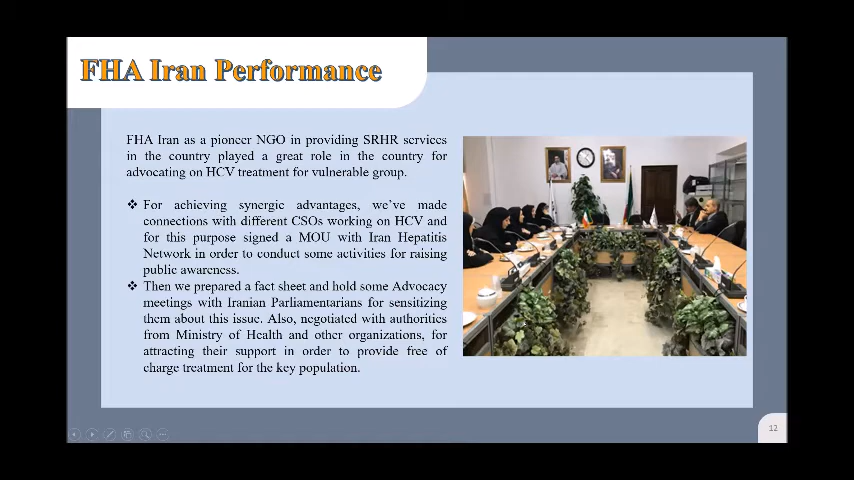 FHA Iran Performance
FHA Iran as a pioneer NGO in providing SRHR services
in the country played a great role in the country for
advocating on HCV treatment for vulnerable group.
❖ For achieving synergic advantages, we've made
connections with different CSOs working on HCV and
for this purpose signed a MOU with Iran Hepatitis
Network in order to conduct some activities for raising
public awareness.
❖ Then we prepared a fact sheet and hold some Advocacy
meetings with Iranian Parliamentarians for sensitizing
them about this issue. Also, negotiated with authorities
from Ministry of Health and other organizations, for
attracting their support in order to provide free of
charge treatment for the key population.
12